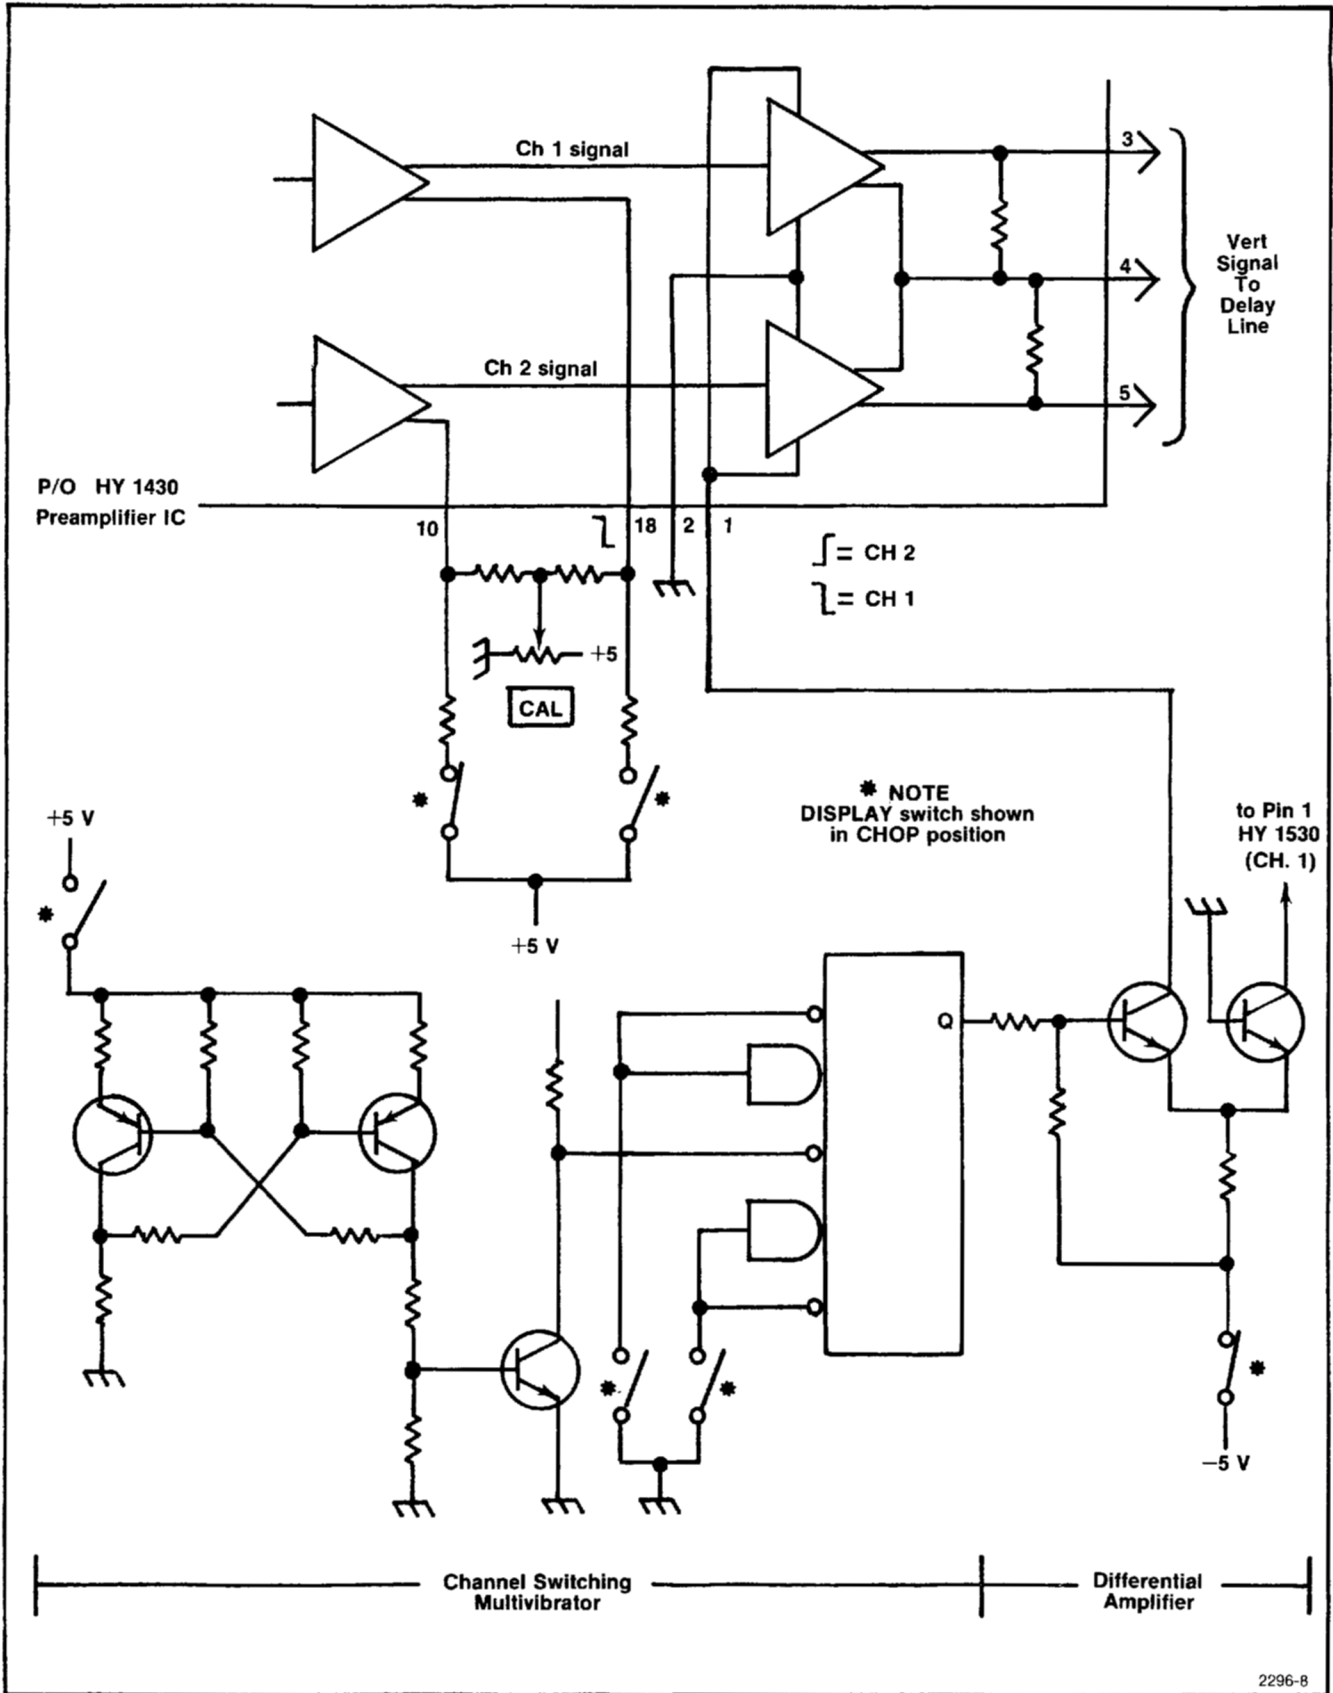 Ch 1 signal
3
4
5
Vert
Signal
To
Delay
Line
Ch 2 signal
P/O HY 1430
Preamplifier IC
10
18
2
1
= CH 2
= CH 1
+5
CAL
* NOTE
DISPLAY switch shown
in CHOP position
*
*
+5 V
*
+5 V
to Pin 1
HY 1530
(CH. 1)
Q
*
*
*
−5 V
Channel Switching
Multivibrator
Differential
Amplifier
2296-8